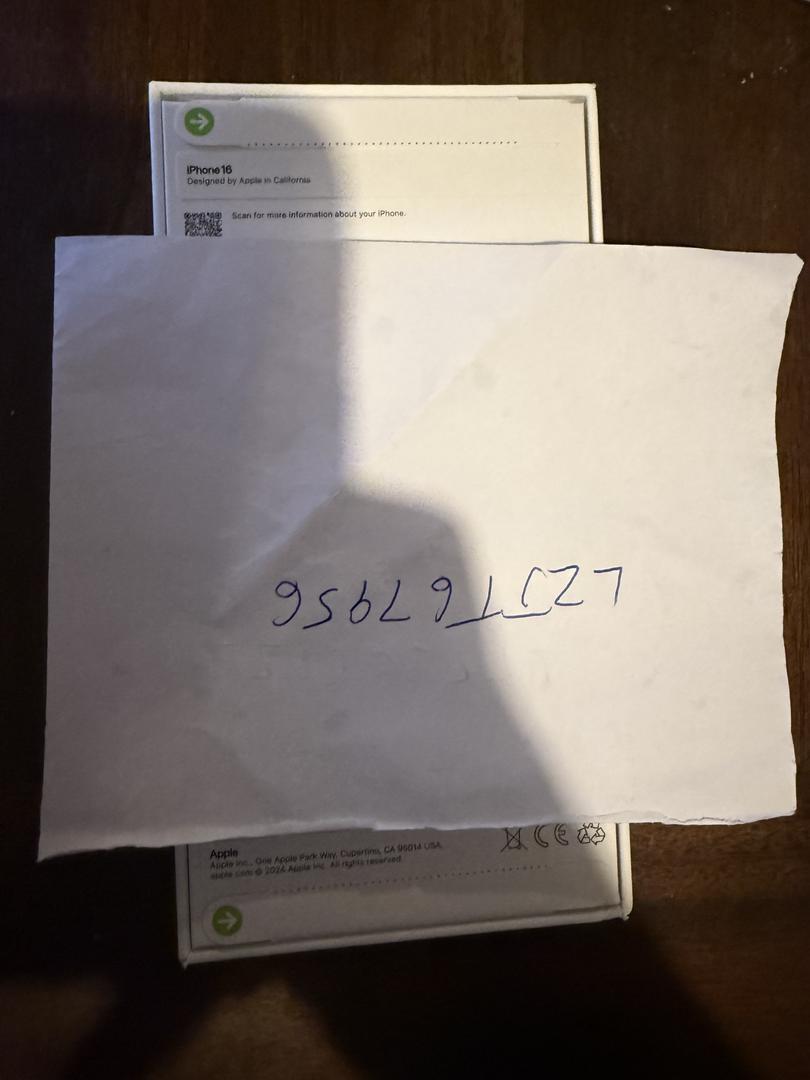 iPhone 16
Designed by Apple in California
Scan for more information about your iPhone.
LZJT67956
Apple
Apple Inc., One Apple Park Way, Cupertino, CA 95014 USA.
apple.com © 2024 Apple Inc. All rights reserved.